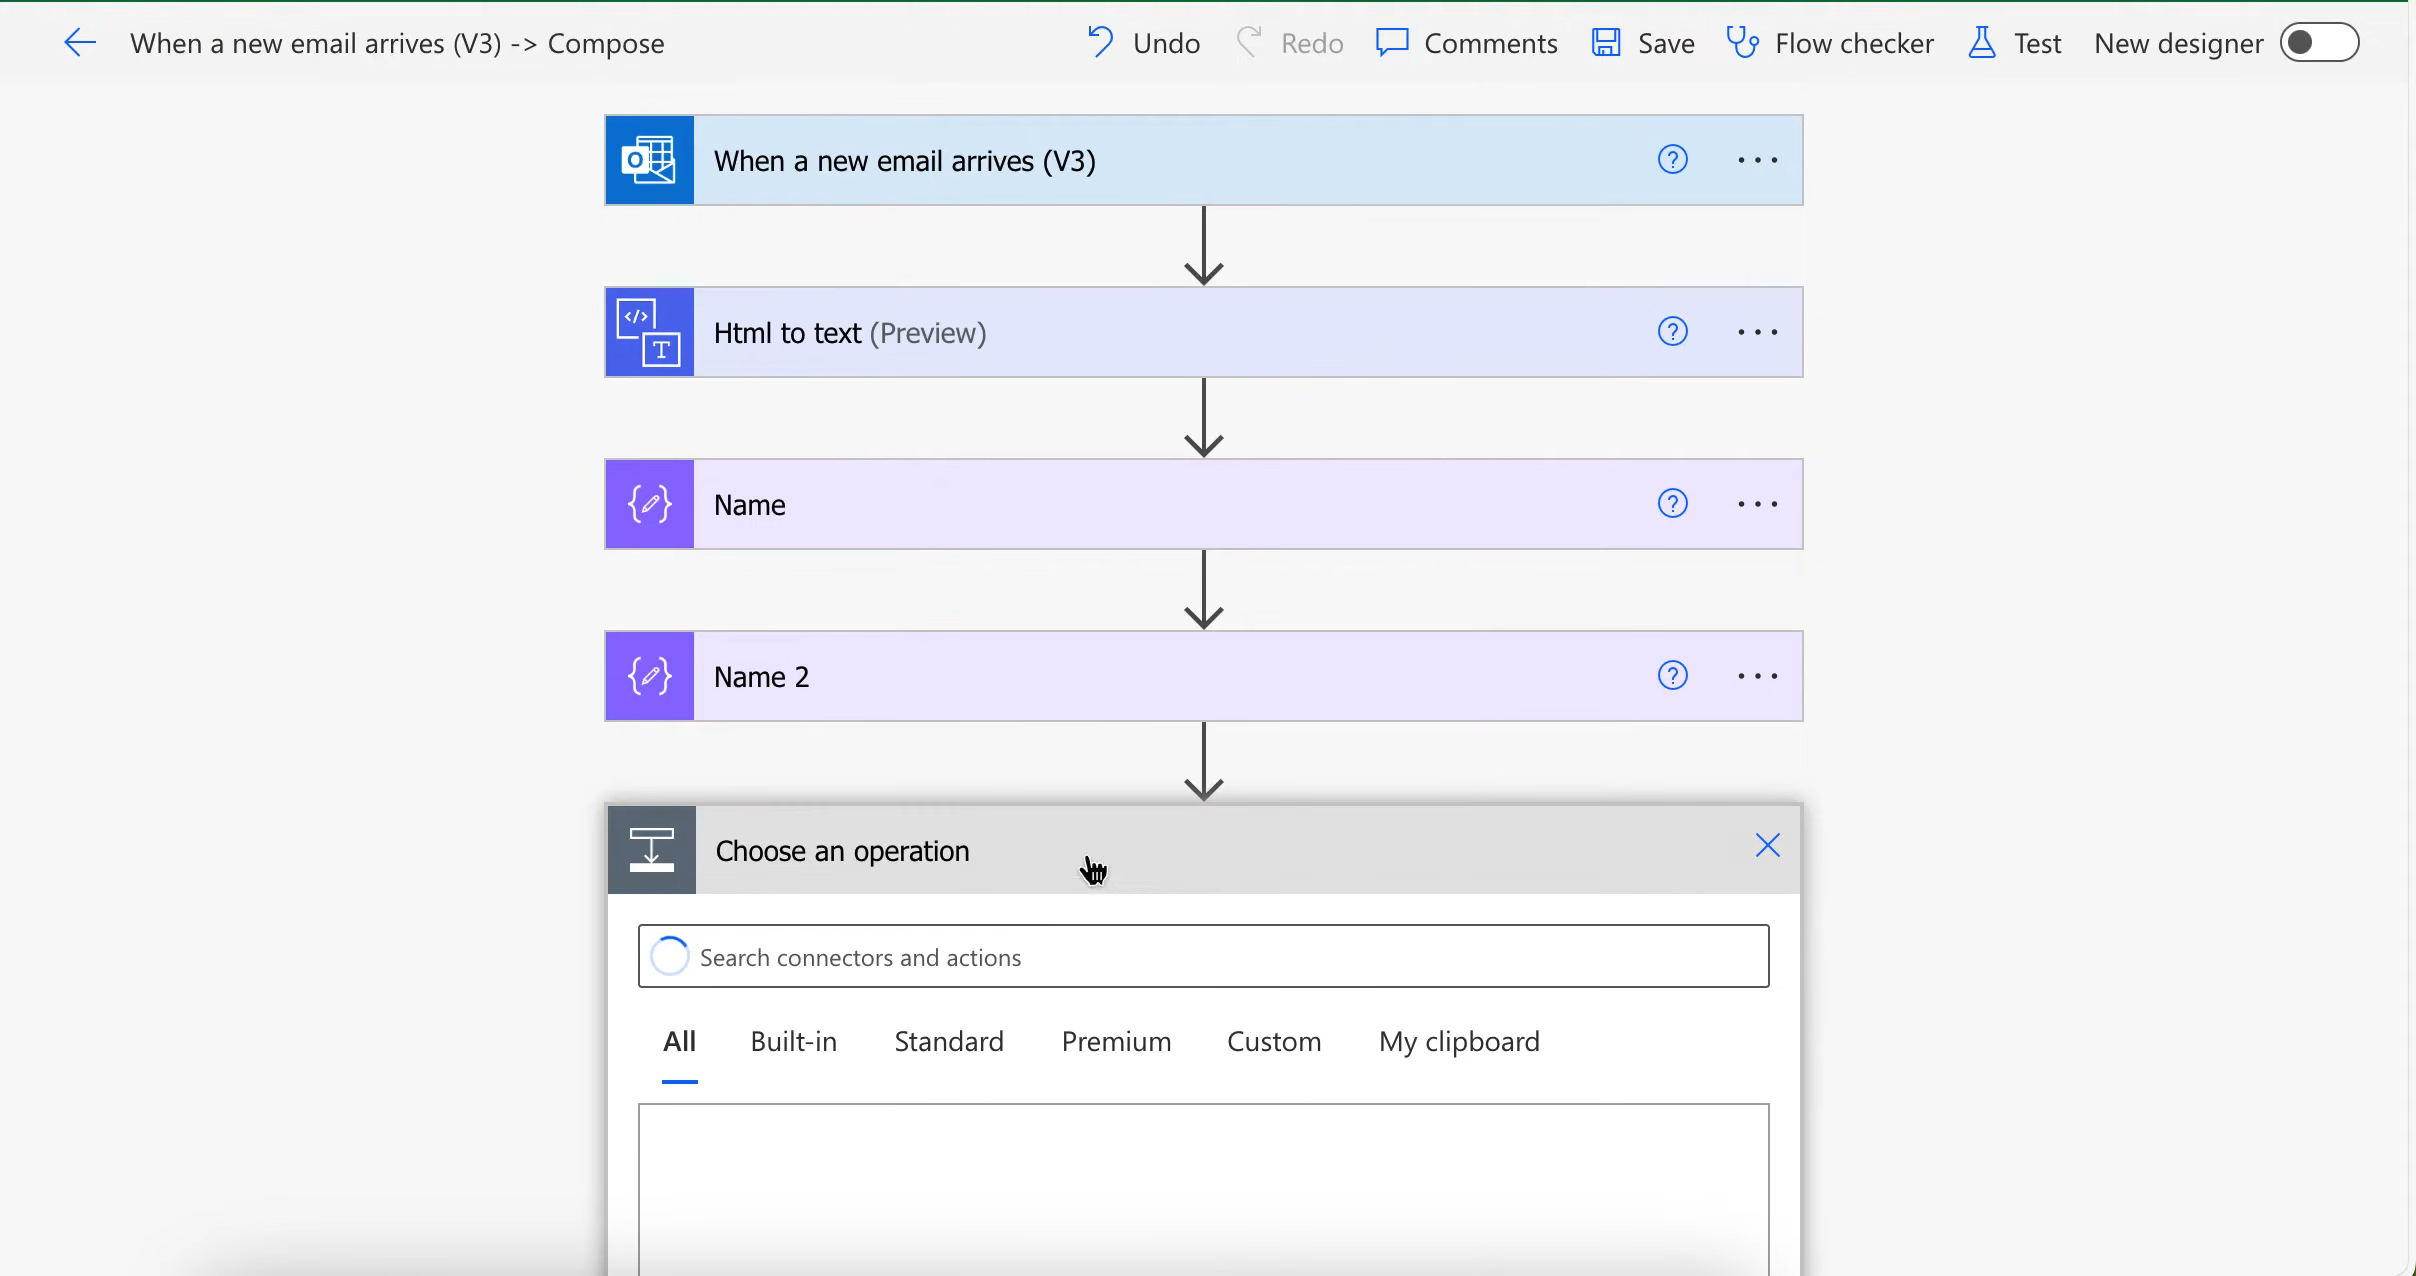 When a new email arrives (V3) -> Compose Undo Redo Comments Save Flow checker Test New designer
When a new email arrives (V3)
Html to text (Preview)
Name
Name 2
Choose an operation
Search connectors and actions
All Built-in Standard Premium Custom My clipboard